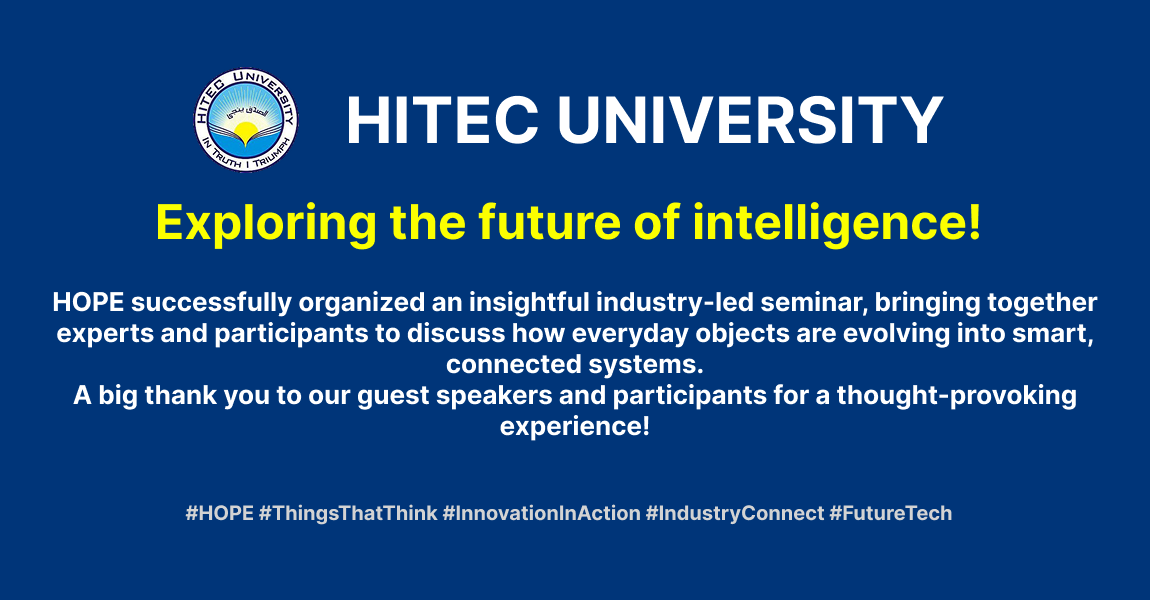 HITEC UNIVERSITY
الصدق ينجي
IN TRUTH I TRIUMPH
HITEC UNIVERSITY
Exploring the future of intelligence!
HOPE successfully organized an insightful industry-led seminar, bringing together
experts and participants to discuss how everyday objects are evolving into smart,
connected systems.
A big thank you to our guest speakers and participants for a thought-provoking
experience!
#HOPE #ThingsThatThink #InnovationInAction #IndustryConnect #FutureTech